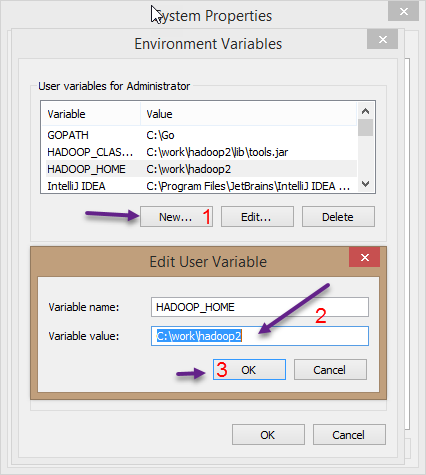 System Properties
Environment Variables
User variables for Administrator
Variable Value
GOPATH C:\Go
HADOOP_CLAS... C:\work\hadoop2\lib\tools.jar
HADOOP_HOME C:\work\hadoop2
IntelliJ IDEA C:\Program Files\JetBrains\IntelliJ IDEA ...
New... 1 Edit... Delete
Edit User Variable
Variable name: HADOOP_HOME
Variable value: C:\work\hadoop2
2
3 OK Cancel
OK Cancel